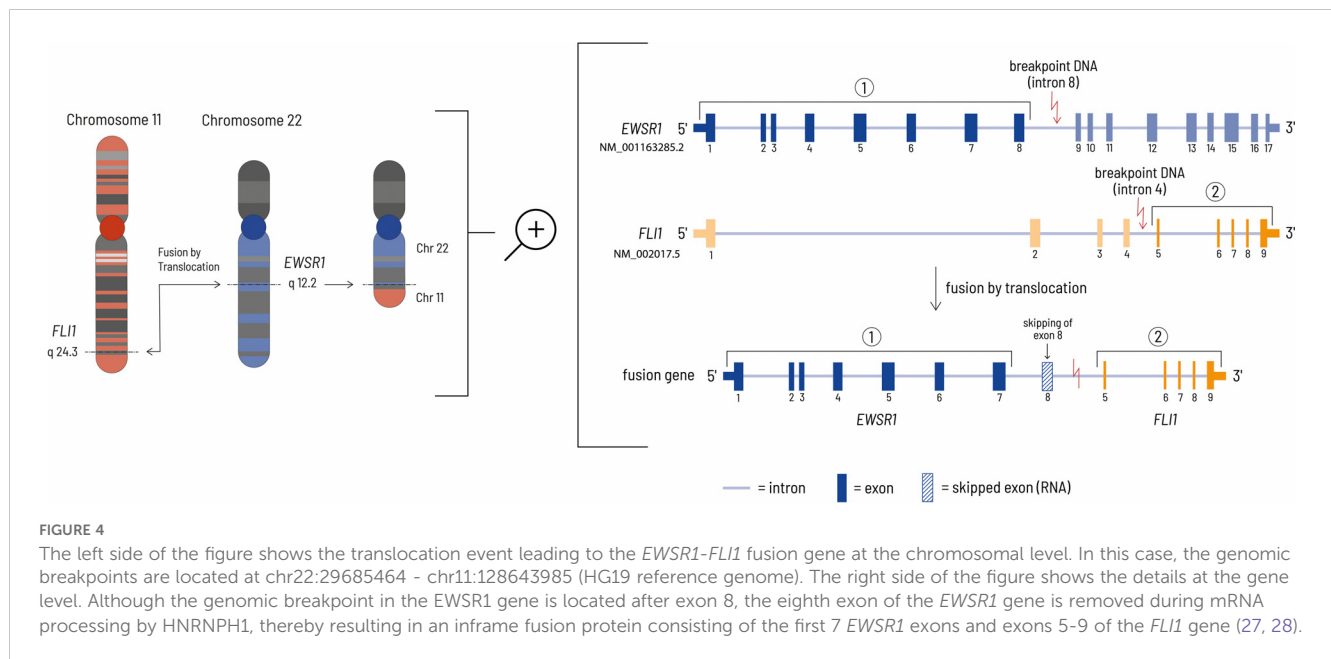 Chromosome 11
Chromosome 22
Fusion by
Translocation
EWSR1
q 12.2
Chr 22
Chr 11
FLI1
q 24.3
breakpoint DNA
(intron 8)
①
EWSR1 5' 3'
NM_001163285.2
1 2 3 4 5 6 7 8 9 10 11 12 13 14 15 16 17
breakpoint DNA
(intron 4)
②
FLI1 5' 3'
NM_002017.5
1 2 3 4 5 6 7 8 9
fusion by translocation
skipping of
exon 8
① ②
fusion gene 5' 3'
1 2 3 4 5 6 7 8 5 6 7 8 9
EWSR1 FLI1
= intron = exon = skipped exon (RNA)
FIGURE 4
The left side of the figure shows the translocation event leading to the EWSR1-FLI1 fusion gene at the chromosomal level. In this case, the genomic
breakpoints are located at chr22:29685464 - chr11:128643985 (HG19 reference genome). The right side of the figure shows the details at the gene
level. Although the genomic breakpoint in the EWSR1 gene is located after exon 8, the eighth exon of the EWSR1 gene is removed during mRNA
processing by HNRNPH1, thereby resulting in an inframe fusion protein consisting of the first 7 EWSR1 exons and exons 5-9 of the FLI1 gene (27, 28).